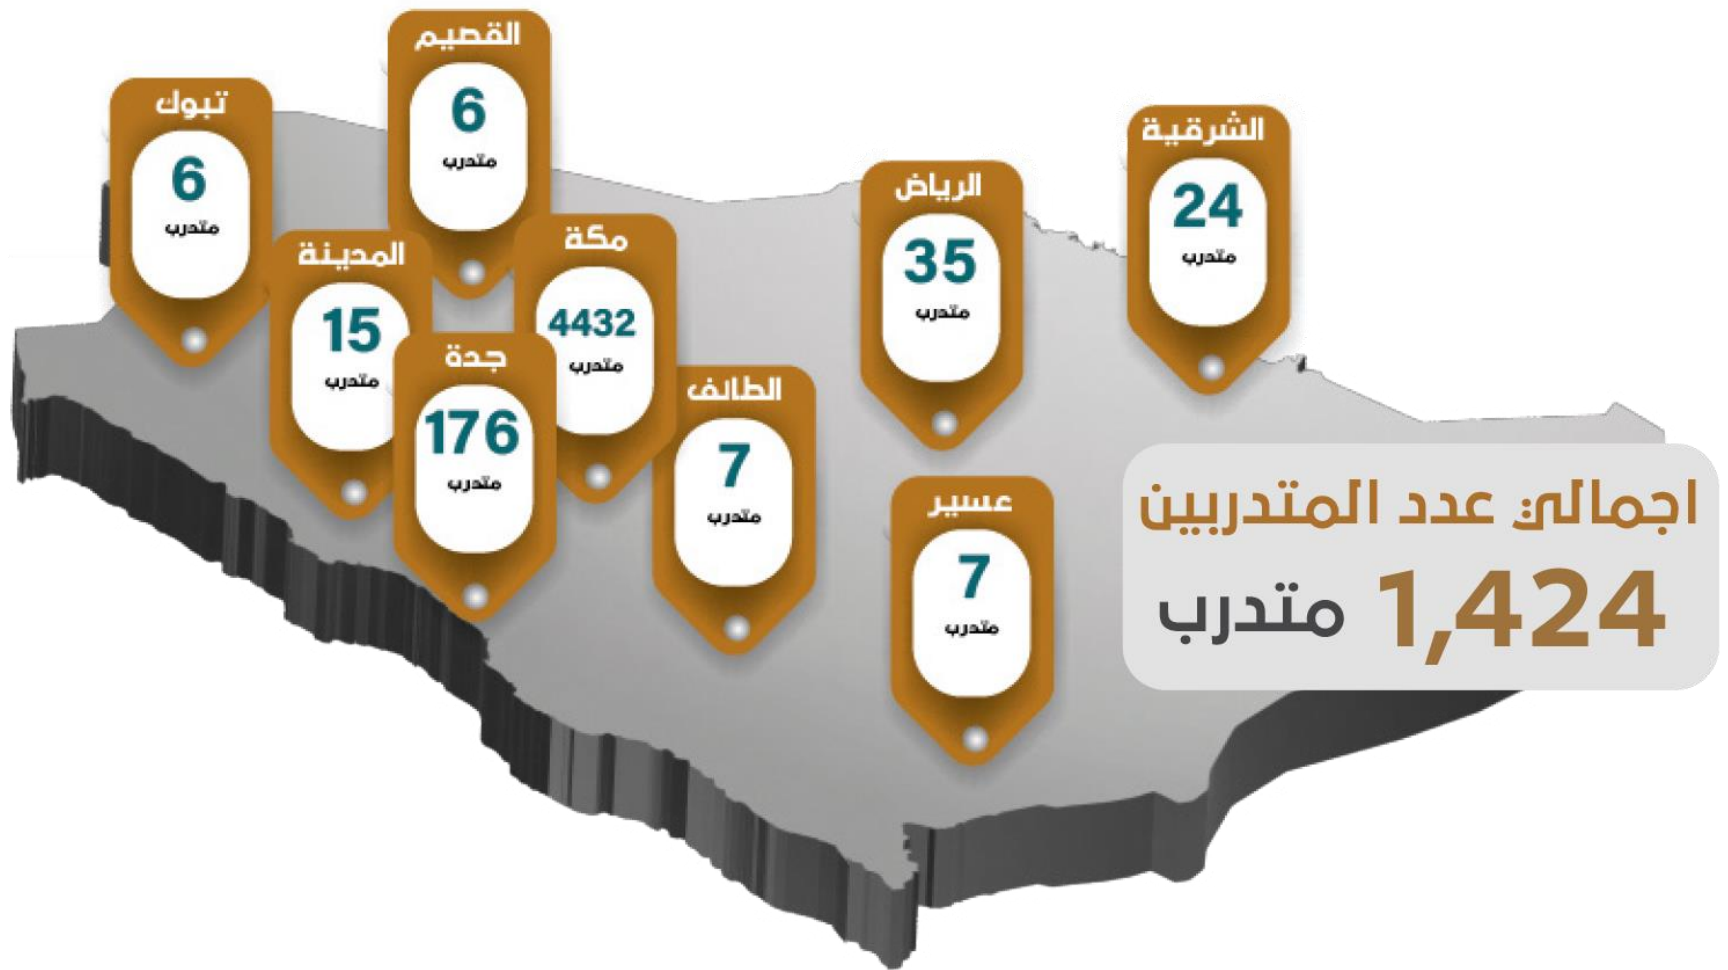 القصيم
6
متدرب
تبوك
6
متدرب
الشرقية
24
متدرب
الرياض
35
متدرب
مكة
4432
متدرب
المدينة
15
متدرب
جدة
176
متدرب
الطائف
7
متدرب
عسير
7
متدرب
اجمالي عدد المتدربين
1,424 متدرب